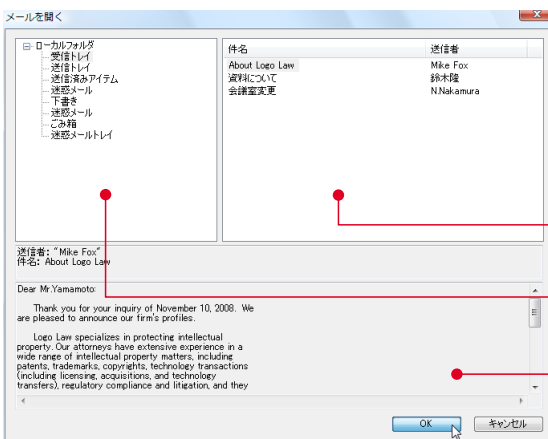 メールを開く
ローカルフォルダ
受信トレイ
送信トレイ
送信済みアイテム
迷惑メール
下書き
迷惑メール
ごみ箱
迷惑メールトレイ
件名 送信者
About Logo Law Mike Fox
資料について 鈴木隆
会議室変更 N.Nakamura
送信者: "Mike Fox"
件名: About Logo Law
Dear Mr.Yamamoto:
Thank you for your inquiry of November 10, 2008. We
are pleased to announce our firm's profiles.
Logo Law specializes in protecting intellectual
property. Our attorneys have extensive experience in a
wide range of intellectual property matters, including
patents, trademarks, copyrights, technology transactions
(including licensing, acquisitions, and technology
transfers), regulatory compliance and litigation, and they
OK キャンセル